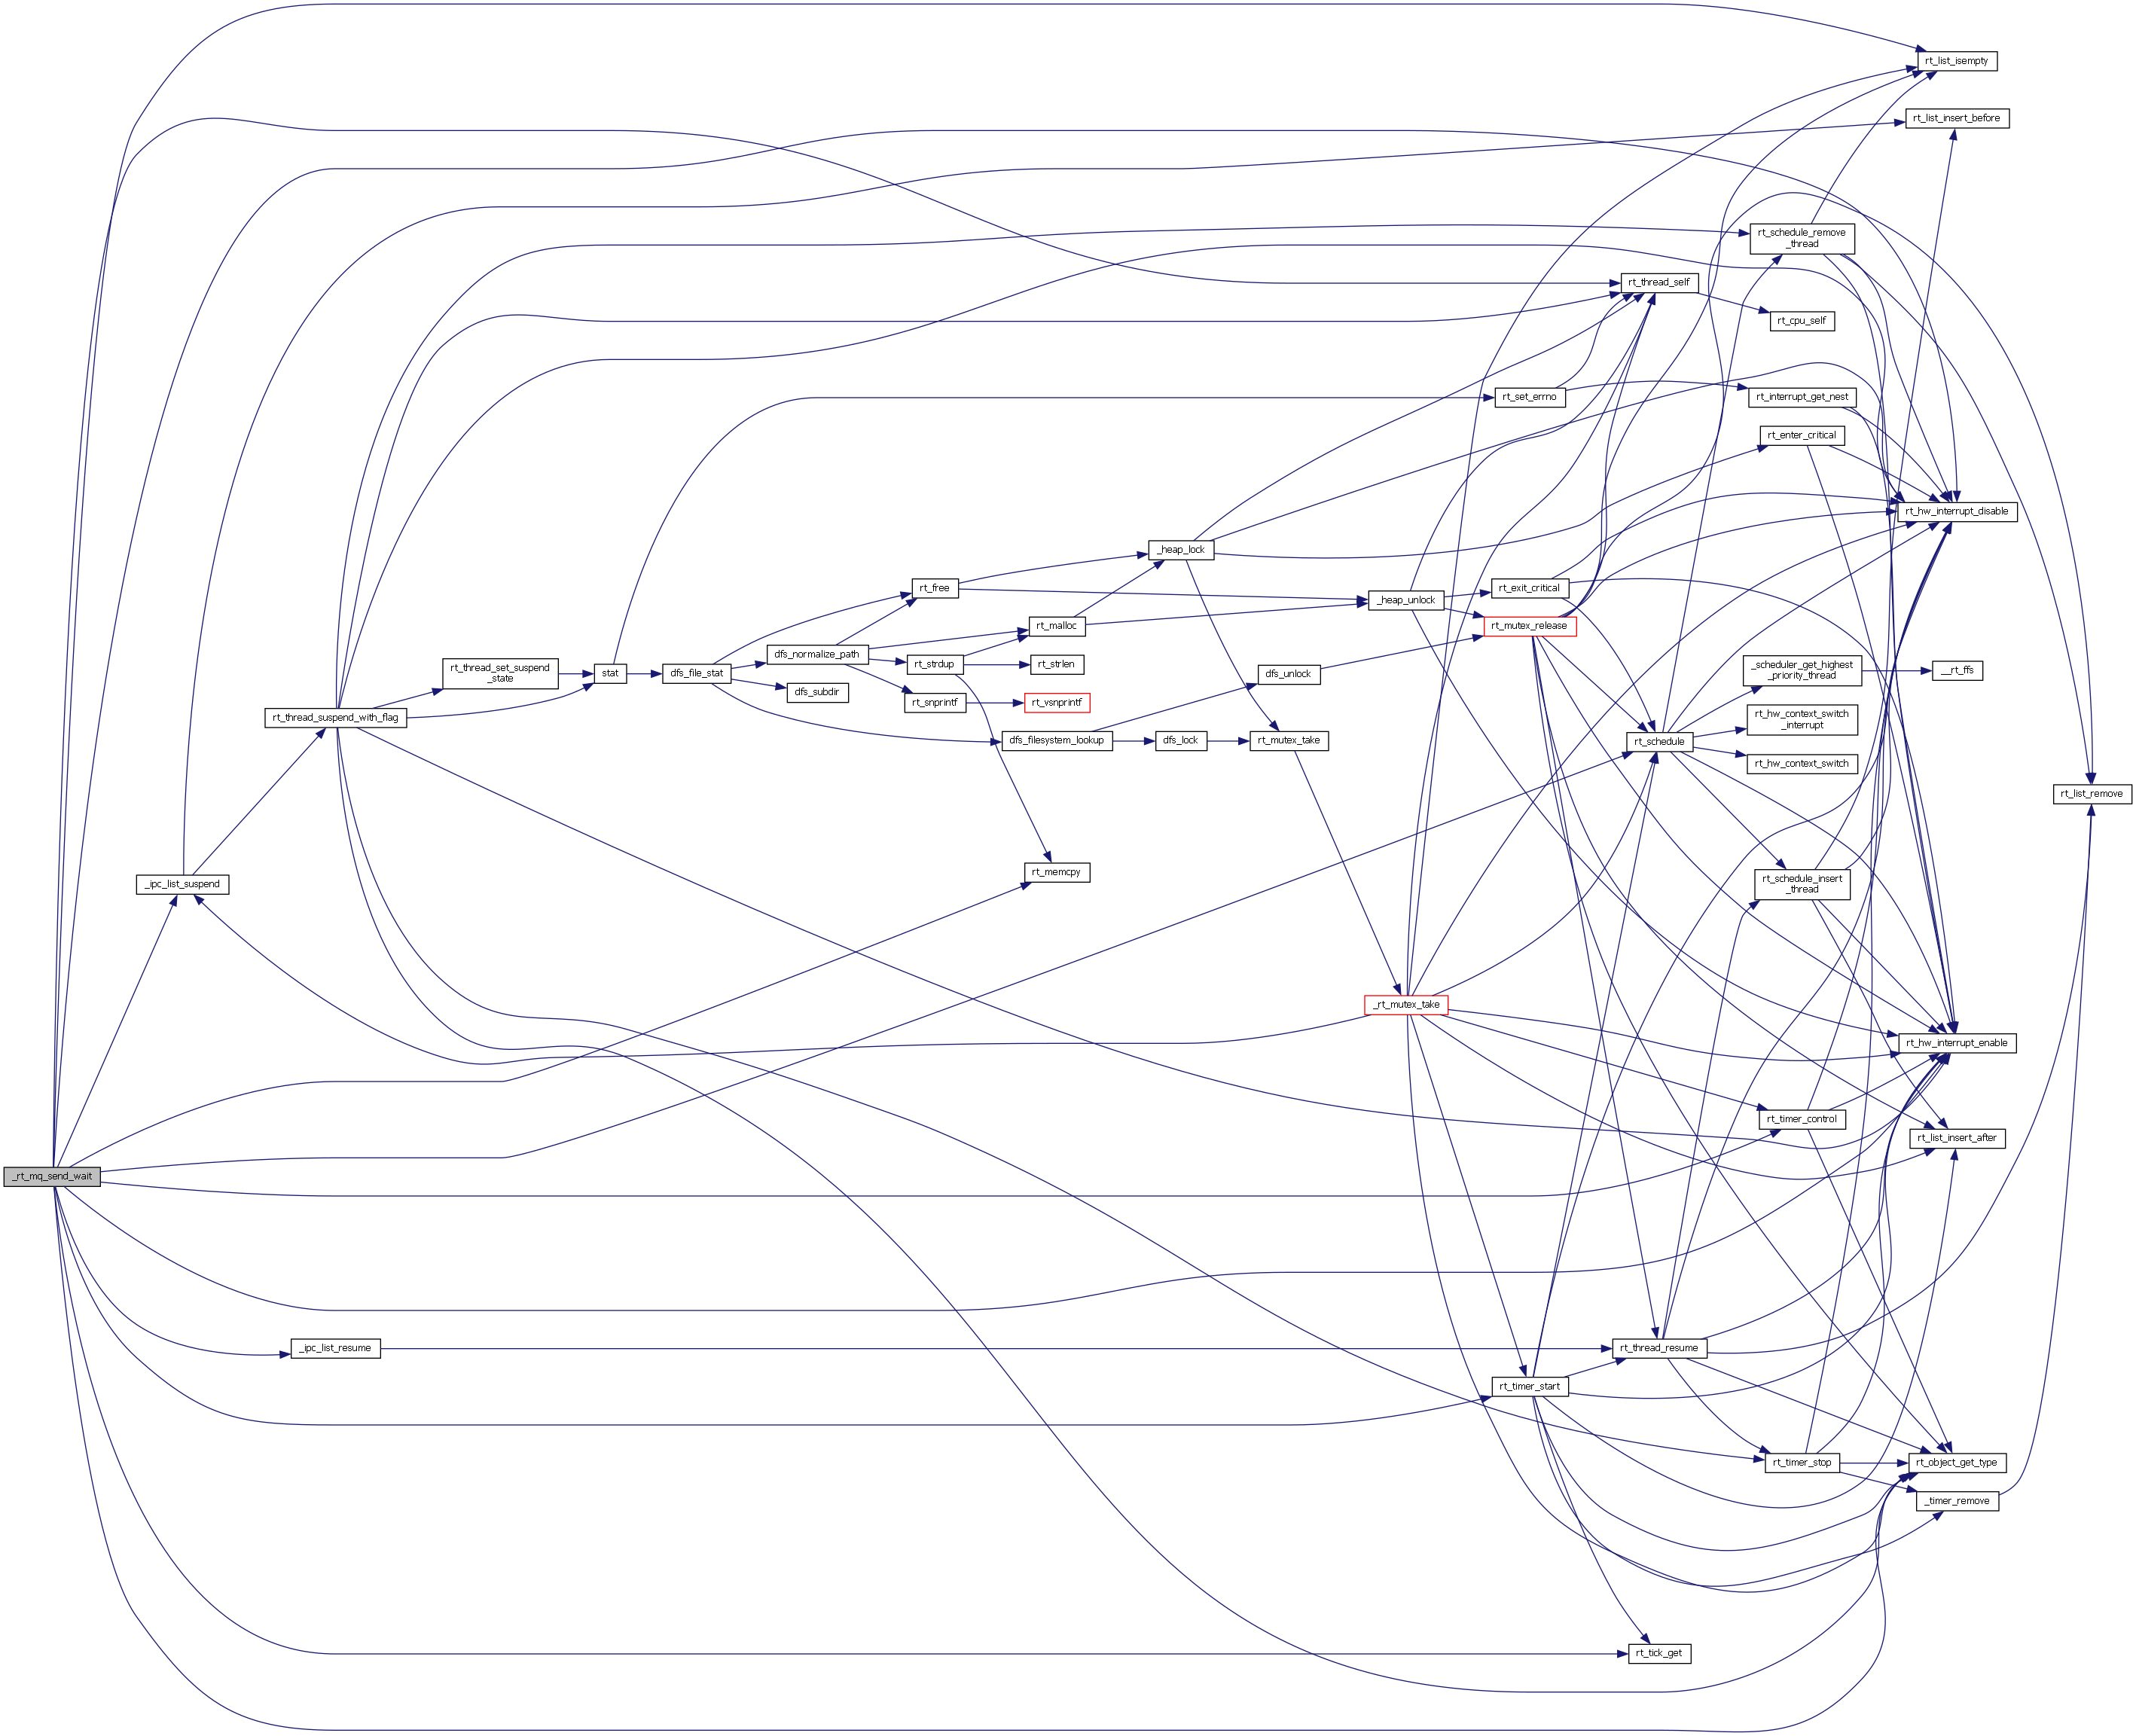 rt_list_isempty
rt_list_insert_before
rt_schedule_remove
_thread
rt_thread_self
rt_cpu_self
rt_set_errno
rt_interrupt_get_nest
rt_enter_critical
rt_hw_interrupt_disable
_heap_lock
rt_free
rt_exit_critical
_heap_unlock
rt_malloc
rt_mutex_release
dfs_normalize_path
rt_strdup
rt_strlen
rt_thread_set_suspend
_state
stat
dfs_file_stat
dfs_unlock
_scheduler_get_highest
_priority_thread
__rt_ffs
dfs_subdir
rt_snprintf
rt_vsnprintf
rt_thread_suspend_with_flag
rt_hw_context_switch
_interrupt
dfs_filesystem_lookup
dfs_lock
rt_mutex_take
rt_schedule
rt_hw_context_switch
rt_list_remove
rt_memcpy
_ipc_list_suspend
rt_schedule_insert
_thread
_rt_mutex_take
rt_hw_interrupt_enable
rt_timer_control
rt_list_insert_after
_rt_mq_send_wait
_ipc_list_resume
rt_thread_resume
rt_timer_start
rt_timer_stop
rt_object_get_type
_timer_remove
rt_tick_get